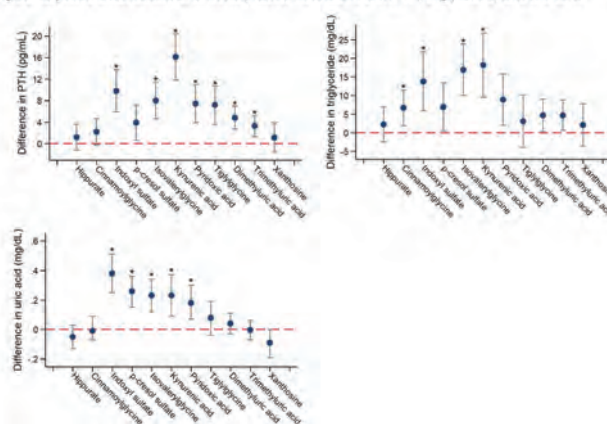 Difference in PTH (pg/mL)
20
16
12
8
4
0
Hippurate
Cinnamoylglycine
Indoxyl sulfate
p-cresol sulfate
Isovalerylglycine
Kynurenic acid
Pyridoxic acid
Tiglylglycine
Dimethyluric acid
Trimethyluric acid
Xanthosine
Difference in triglyceride (mg/dL)
25
20
15
10
5
0
-5
Hippurate
Cinnamoylglycine
Indoxyl sulfate
p-cresol sulfate
Isovalerylglycine
Kynurenic acid
Pyridoxic acid
Tiglylglycine
Dimethyluric acid
Trimethyluric acid
Xanthosine
Difference in uric acid (mg/dL)
.6
.4
.2
0
-.2
Hippurate
Cinnamoylglycine
Indoxyl sulfate
p-cresol sulfate
Isovalerylglycine
Kynurenic acid
Pyridoxic acid
Tiglylglycine
Dimethyluric acid
Trimethyluric acid
Xanthosine